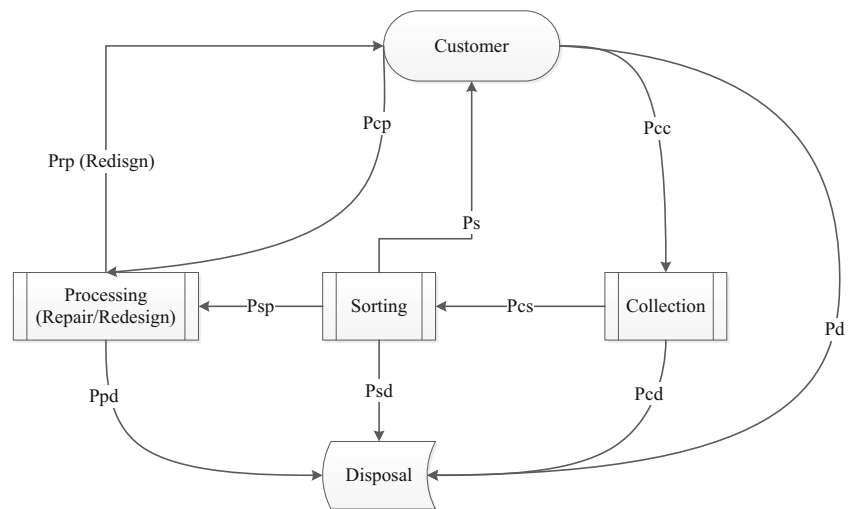 Customer
Pcp
Pcc
Prp (Redisgn)
Ps
Processing
(Repair/Redesign)
Psp
Sorting
Pcs
Collection
Pd
Ppd
Psd
Pcd
Disposal